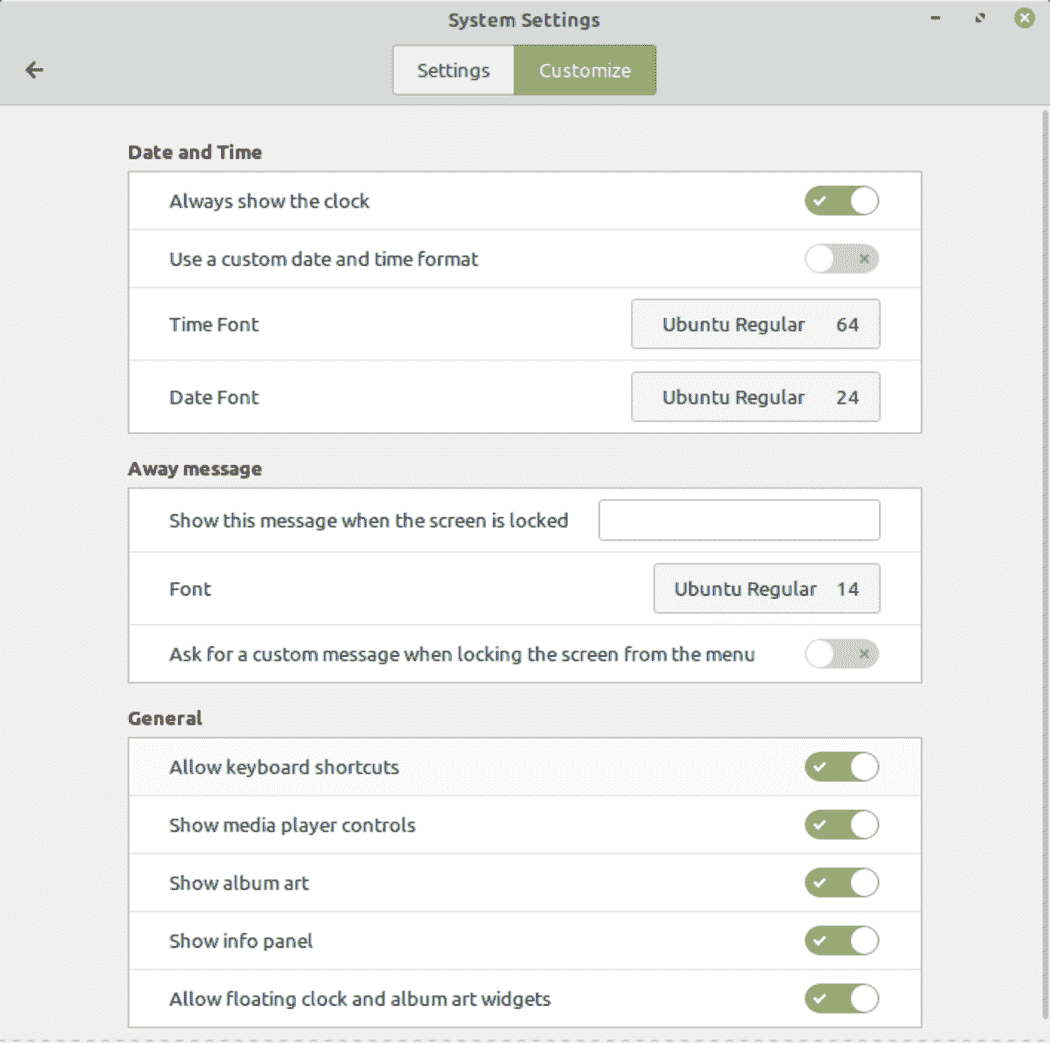 System Settings
Settings
Customize
Date and Time
Always show the clock
Use a custom date and time format
Time Font
Ubuntu Regular 64
Date Font
Ubuntu Regular 24
Away message
Show this message when the screen is locked
Font
Ubuntu Regular 14
Ask for a custom message when locking the screen from the menu
General
Allow keyboard shortcuts
Show media player controls
Show album art
Show info panel
Allow floating clock and album art widgets